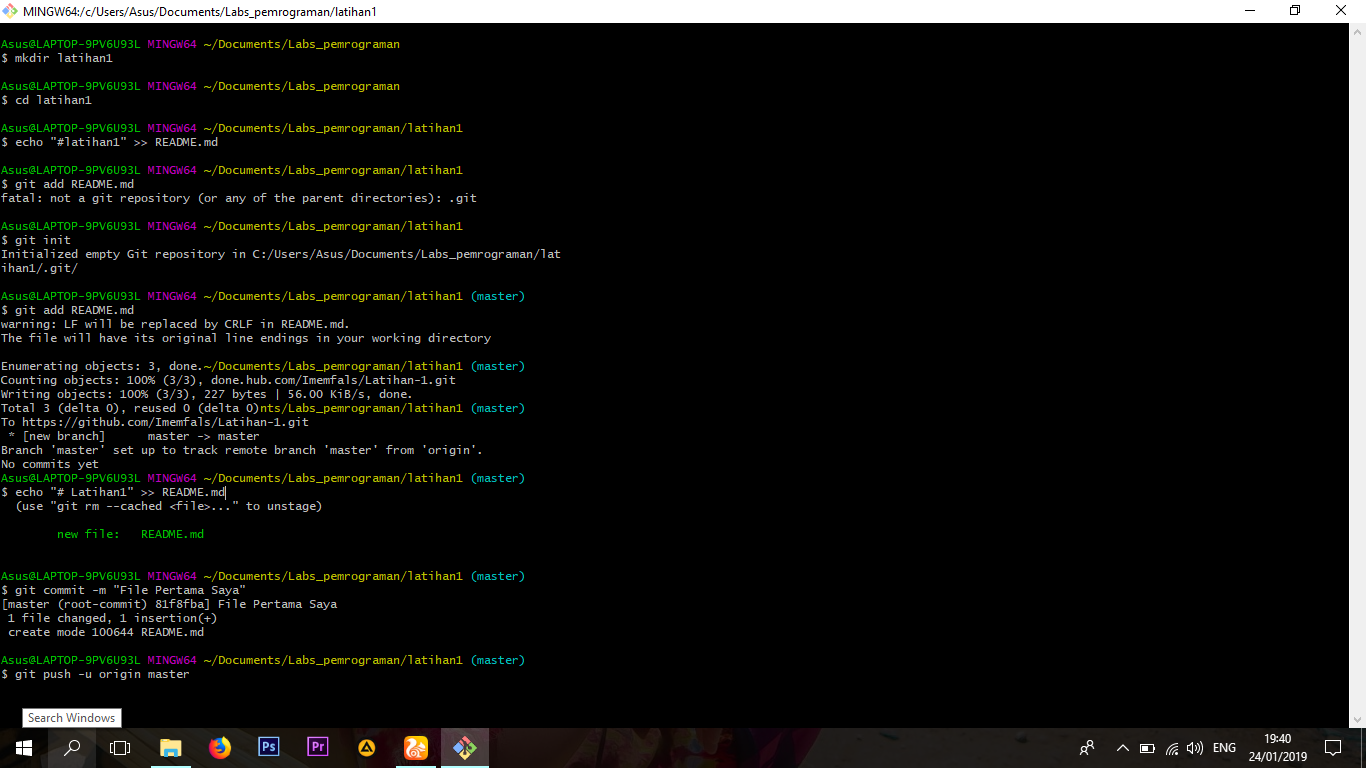 MINGW64:/c/Users/Asus/Documents/Labs_pemrograman/latihan1
Asus@LAPTOP-9PV6U93L MINGW64 ~/Documents/Labs_pemrograman
$ mkdir latihan1
Asus@LAPTOP-9PV6U93L MINGW64 ~/Documents/Labs_pemrograman
$ cd latihan1
Asus@LAPTOP-9PV6U93L MINGW64 ~/Documents/Labs_pemrograman/latihan1
$ echo "#latihan1" >> README.md
Asus@LAPTOP-9PV6U93L MINGW64 ~/Documents/Labs_pemrograman/latihan1
$ git add README.md
fatal: not a git repository (or any of the parent directories): .git
Asus@LAPTOP-9PV6U93L MINGW64 ~/Documents/Labs_pemrograman/latihan1
$ git init
Initialized empty Git repository in C:/Users/Asus/Documents/Labs_pemrograman/lat
ihan1/.git/
Asus@LAPTOP-9PV6U93L MINGW64 ~/Documents/Labs_pemrograman/latihan1 (master)
$ git add README.md
warning: LF will be replaced by CRLF in README.md.
The file will have its original line endings in your working directory
Enumerating objects: 3, done.~/Documents/Labs_pemrograman/latihan1 (master)
Counting objects: 100% (3/3), done.hub.com/Imemfals/Latihan-1.git
Writing objects: 100% (3/3), 227 bytes | 56.00 KiB/s, done.
Total 3 (delta 0), reused 0 (delta 0)nts/Labs_pemrograman/latihan1 (master)
To https://github.com/Imemfals/Latihan-1.git
 * [new branch]      master -> master
Branch 'master' set up to track remote branch 'master' from 'origin'.
No commits yet
Asus@LAPTOP-9PV6U93L MINGW64 ~/Documents/Labs_pemrograman/latihan1 (master)
$ echo "# Latihan1" >> README.md
  (use "git rm --cached <file>..." to unstage)
        new file:   README.md
Asus@LAPTOP-9PV6U93L MINGW64 ~/Documents/Labs_pemrograman/latihan1 (master)
$ git commit -m "File Pertama Saya"
[master (root-commit) 81f8fba] File Pertama Saya
 1 file changed, 1 insertion(+)
 create mode 100644 README.md
Asus@LAPTOP-9PV6U93L MINGW64 ~/Documents/Labs_pemrograman/latihan1 (master)
$ git push -u origin master
Search Windows
Ps
Pr
ENG
19:40
24/01/2019